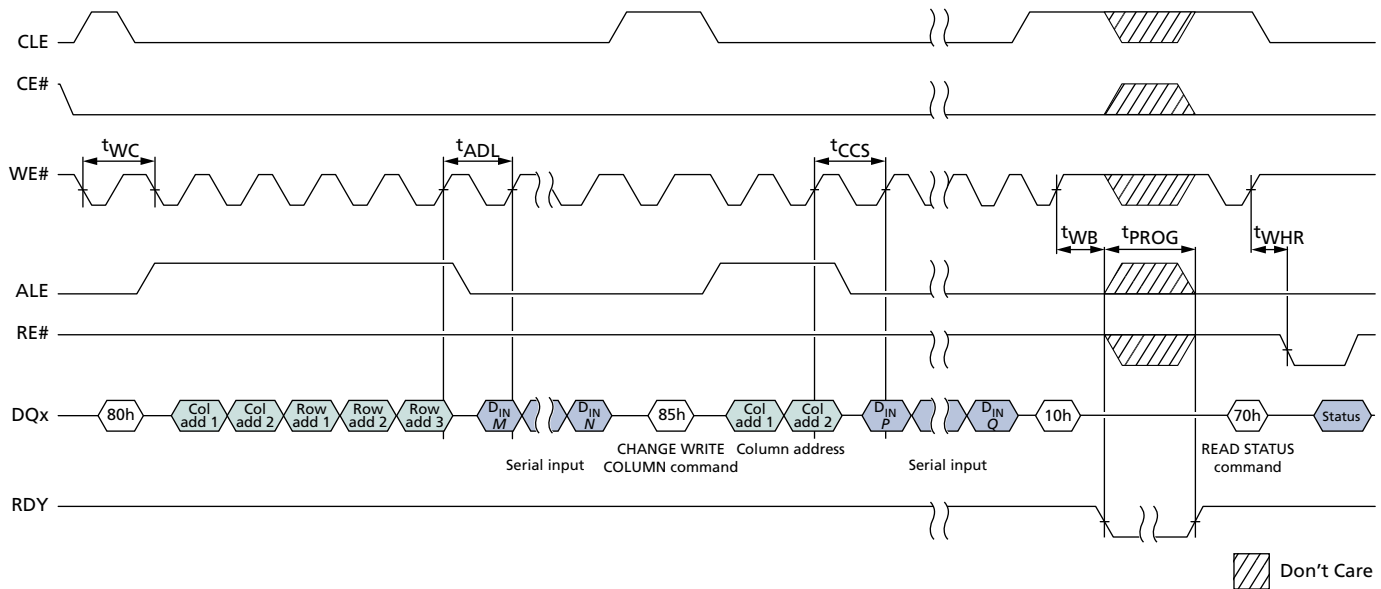 CLE
CE#
tWC
tADL
tCCS
WE#
tWB
tPROG
tWHR
ALE
RE#
DQx
80h
Col add 1
Col add 2
Row add 1
Row add 2
Row add 3
DIN M
DIN N
85h
Col add 1
Col add 2
DIN P
DIN Q
10h
70h
Status
CHANGE WRITE
COLUMN command
Column address
READ STATUS
command
Serial input
Serial input
RDY
Don't Care